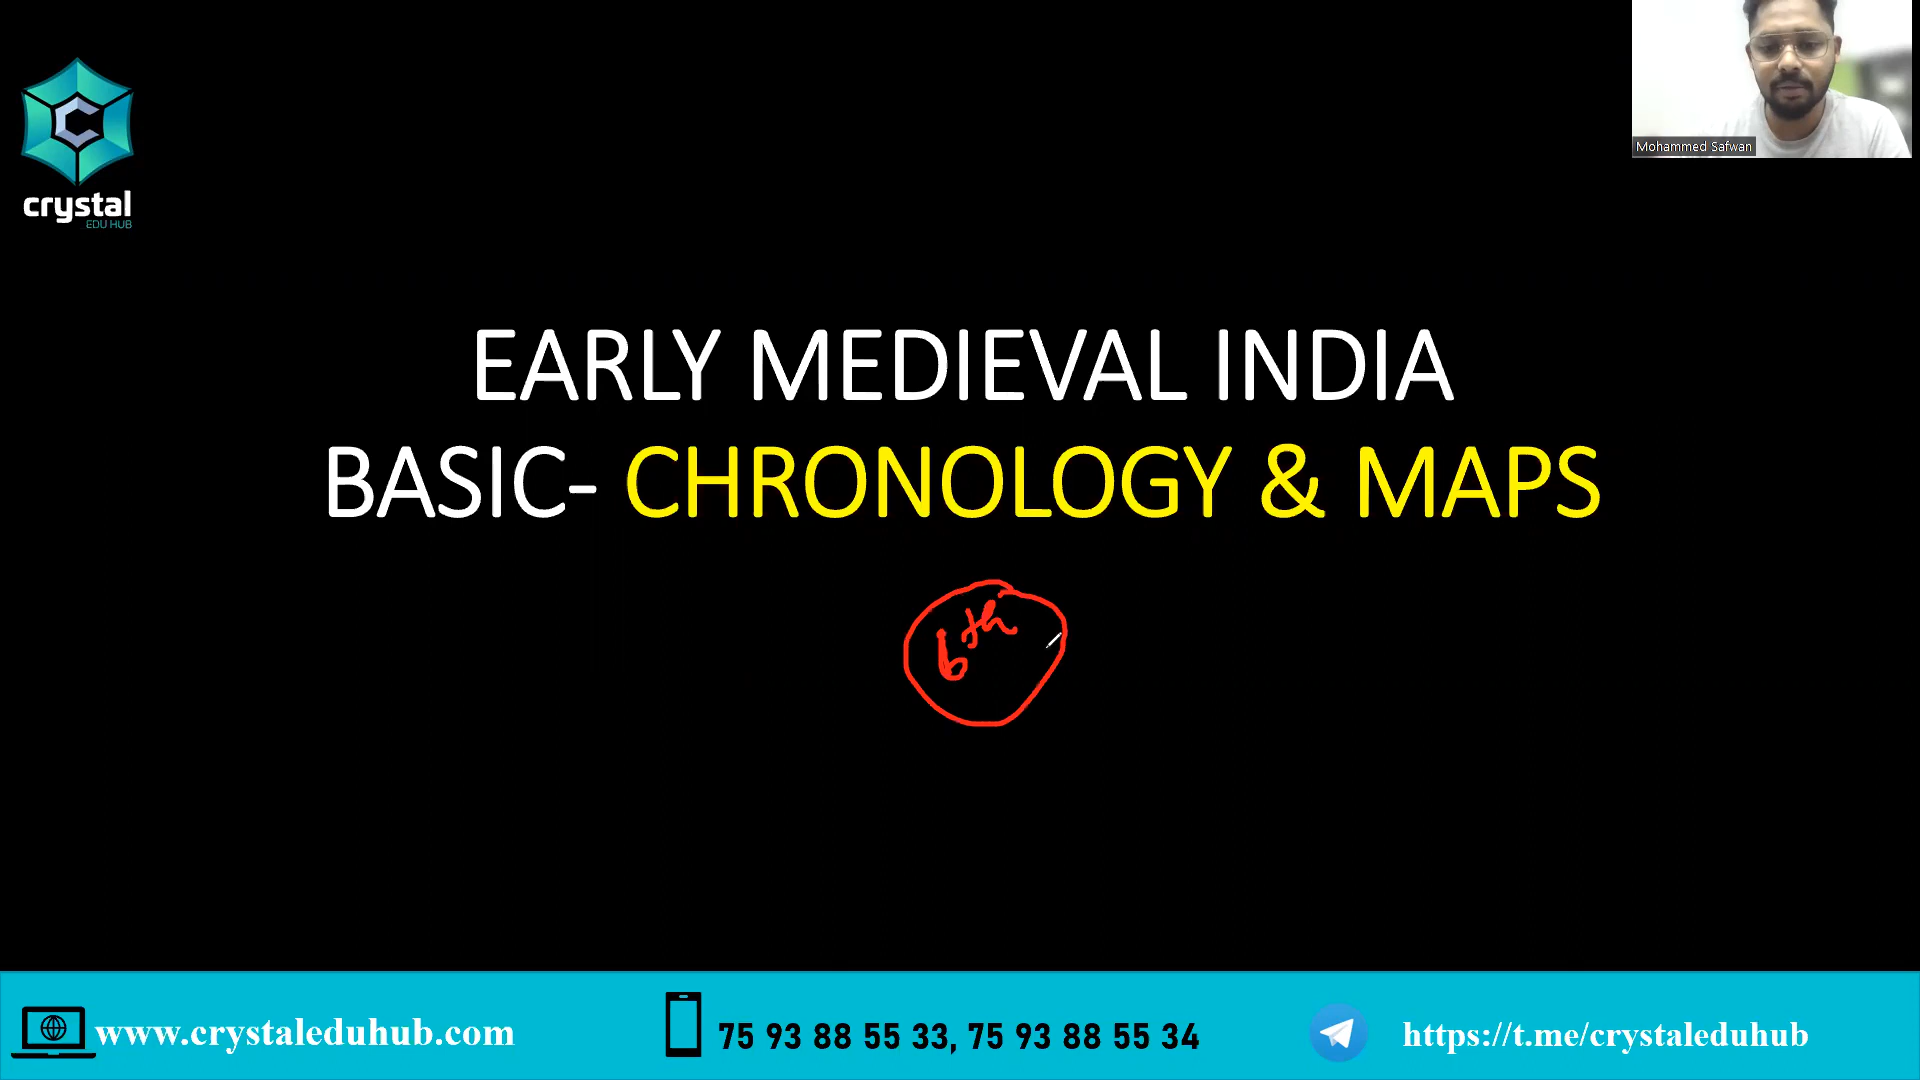 crystal
EDU HUB
Mohammed Safwan
EARLY MEDIEVAL INDIA
BASIC- CHRONOLOGY & MAPS
6th
www.crystaleduhub.com
75 93 88 55 33, 75 93 88 55 34
https://t.me/crystaleduhub